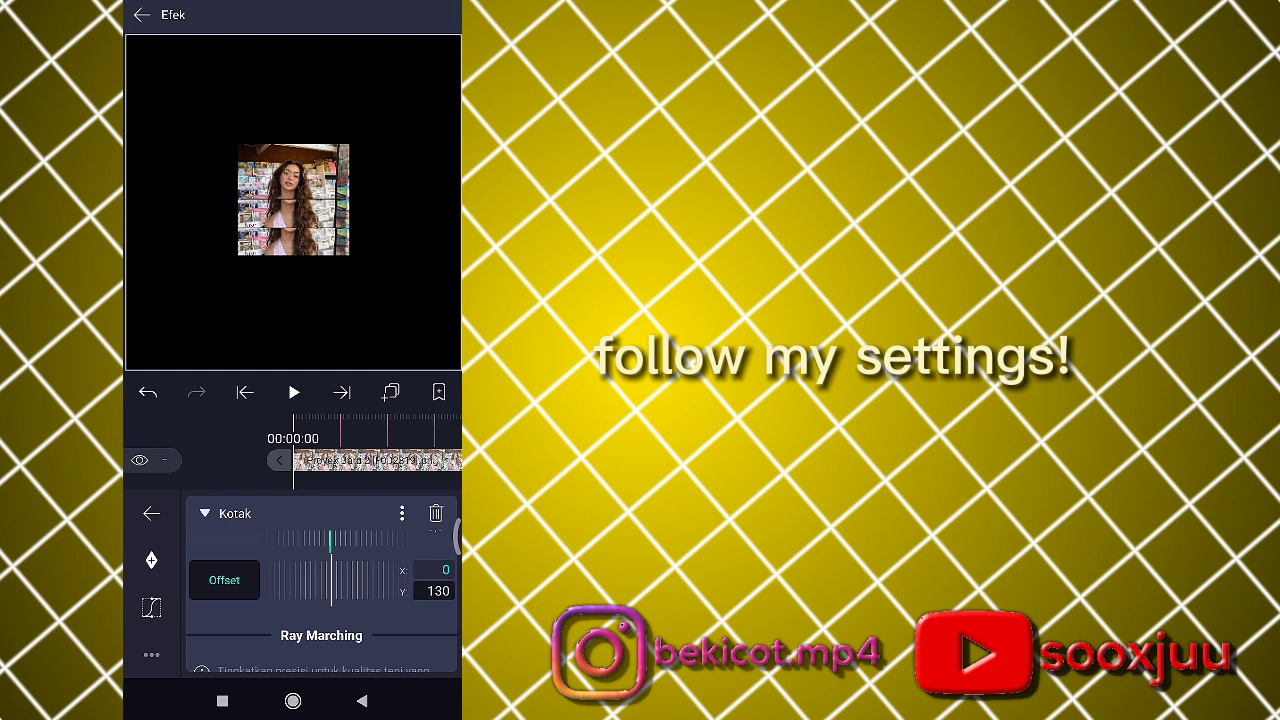 Efek
00:00:00
Kotak
Offset
X: 0
Y: 130
Ray Marching
follow my settings!
bekicot.mp4
sooxjuu